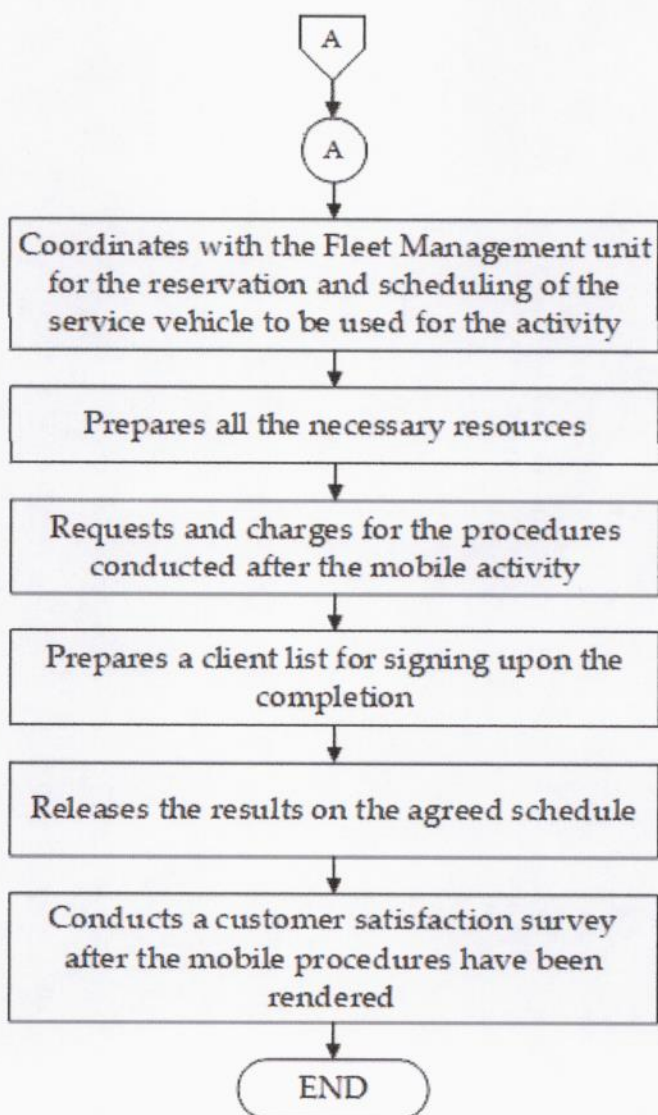 A
A
Coordinates with the Fleet Management unit
for the reservation and scheduling of the
service vehicle to be used for the activity
Prepares all the necessary resources
Requests and charges for the procedures
conducted after the mobile activity
Prepares a client list for signing upon the
completion
Releases the results on the agreed schedule
Conducts a customer satisfaction survey
after the mobile procedures have been
rendered
END